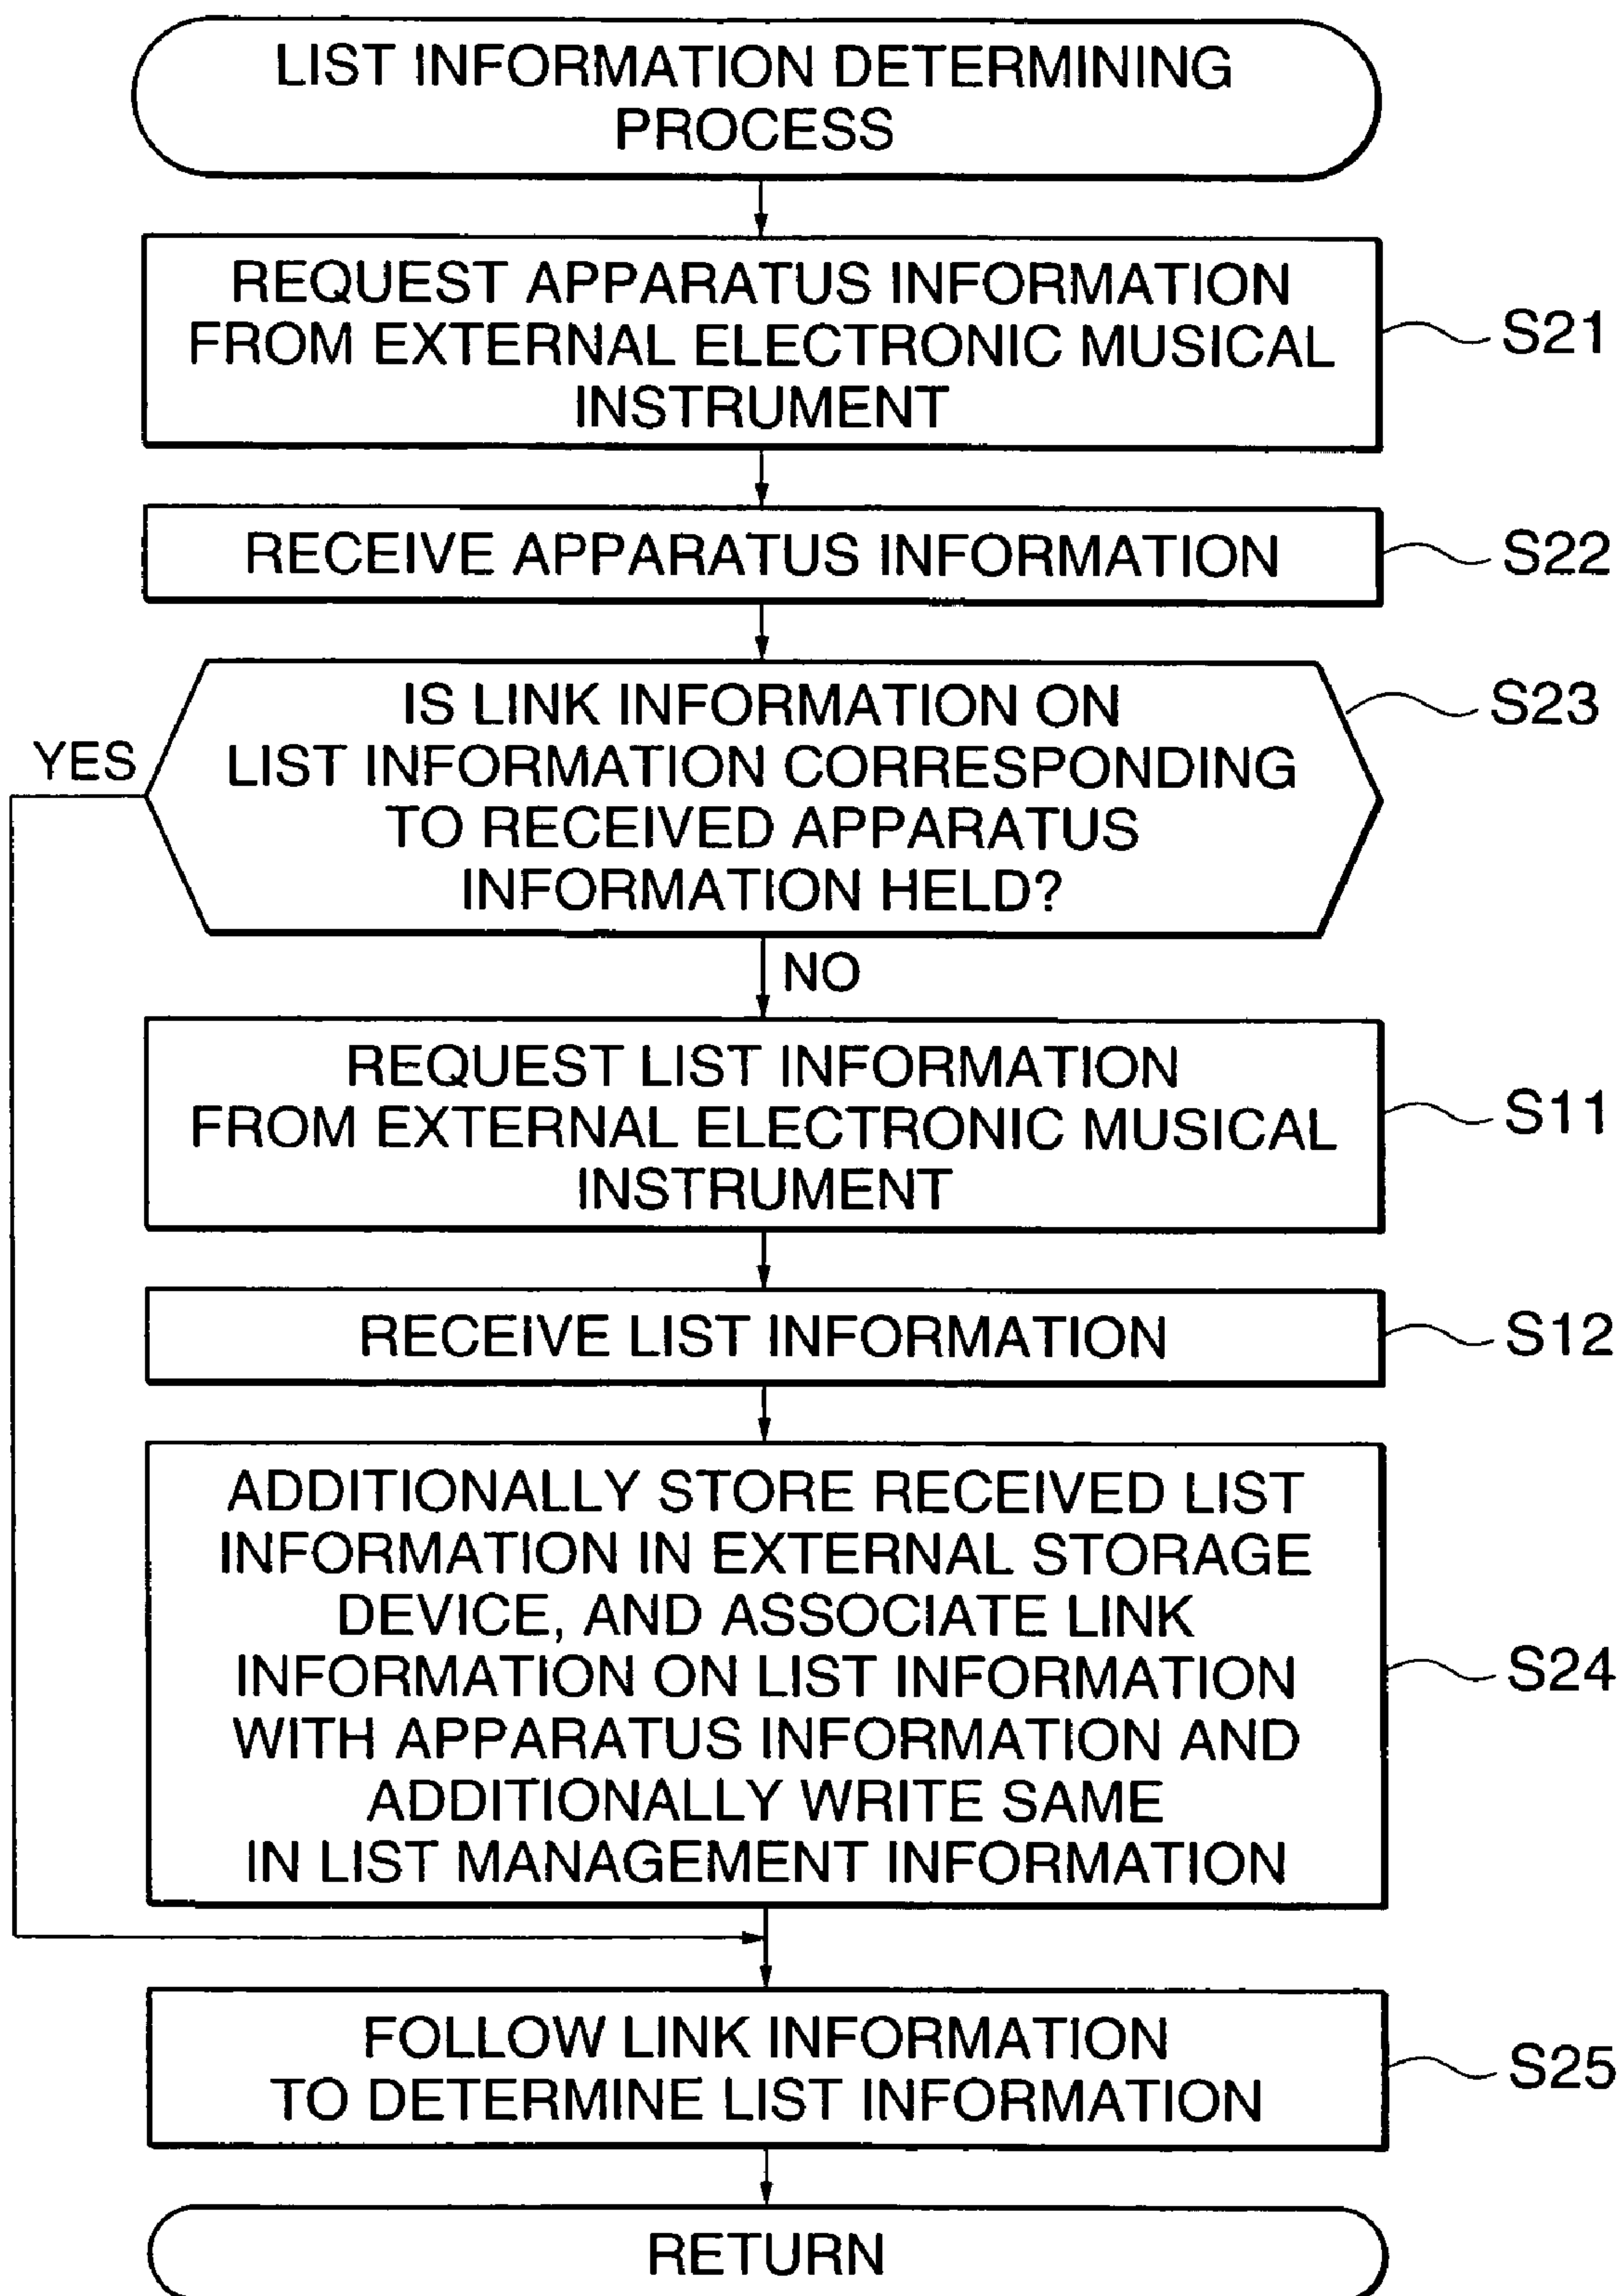 LIST INFORMATION DETERMINING
PROCESS
REQUEST APPARATUS INFORMATION
FROM EXTERNAL ELECTRONIC MUSICAL
INSTRUMENT
S21
RECEIVE APPARATUS INFORMATION
S22
IS LINK INFORMATION ON
LIST INFORMATION CORRESPONDING
TO RECEIVED APPARATUS
INFORMATION HELD?
S23
YES
NO
REQUEST LIST INFORMATION
FROM EXTERNAL ELECTRONIC MUSICAL
INSTRUMENT
S11
RECEIVE LIST INFORMATION
S12
ADDITIONALLY STORE RECEIVED LIST
INFORMATION IN EXTERNAL STORAGE
DEVICE, AND ASSOCIATE LINK
INFORMATION ON LIST INFORMATION
WITH APPARATUS INFORMATION AND
ADDITIONALLY WRITE SAME
IN LIST MANAGEMENT INFORMATION
S24
FOLLOW LINK INFORMATION
TO DETERMINE LIST INFORMATION
S25
RETURN